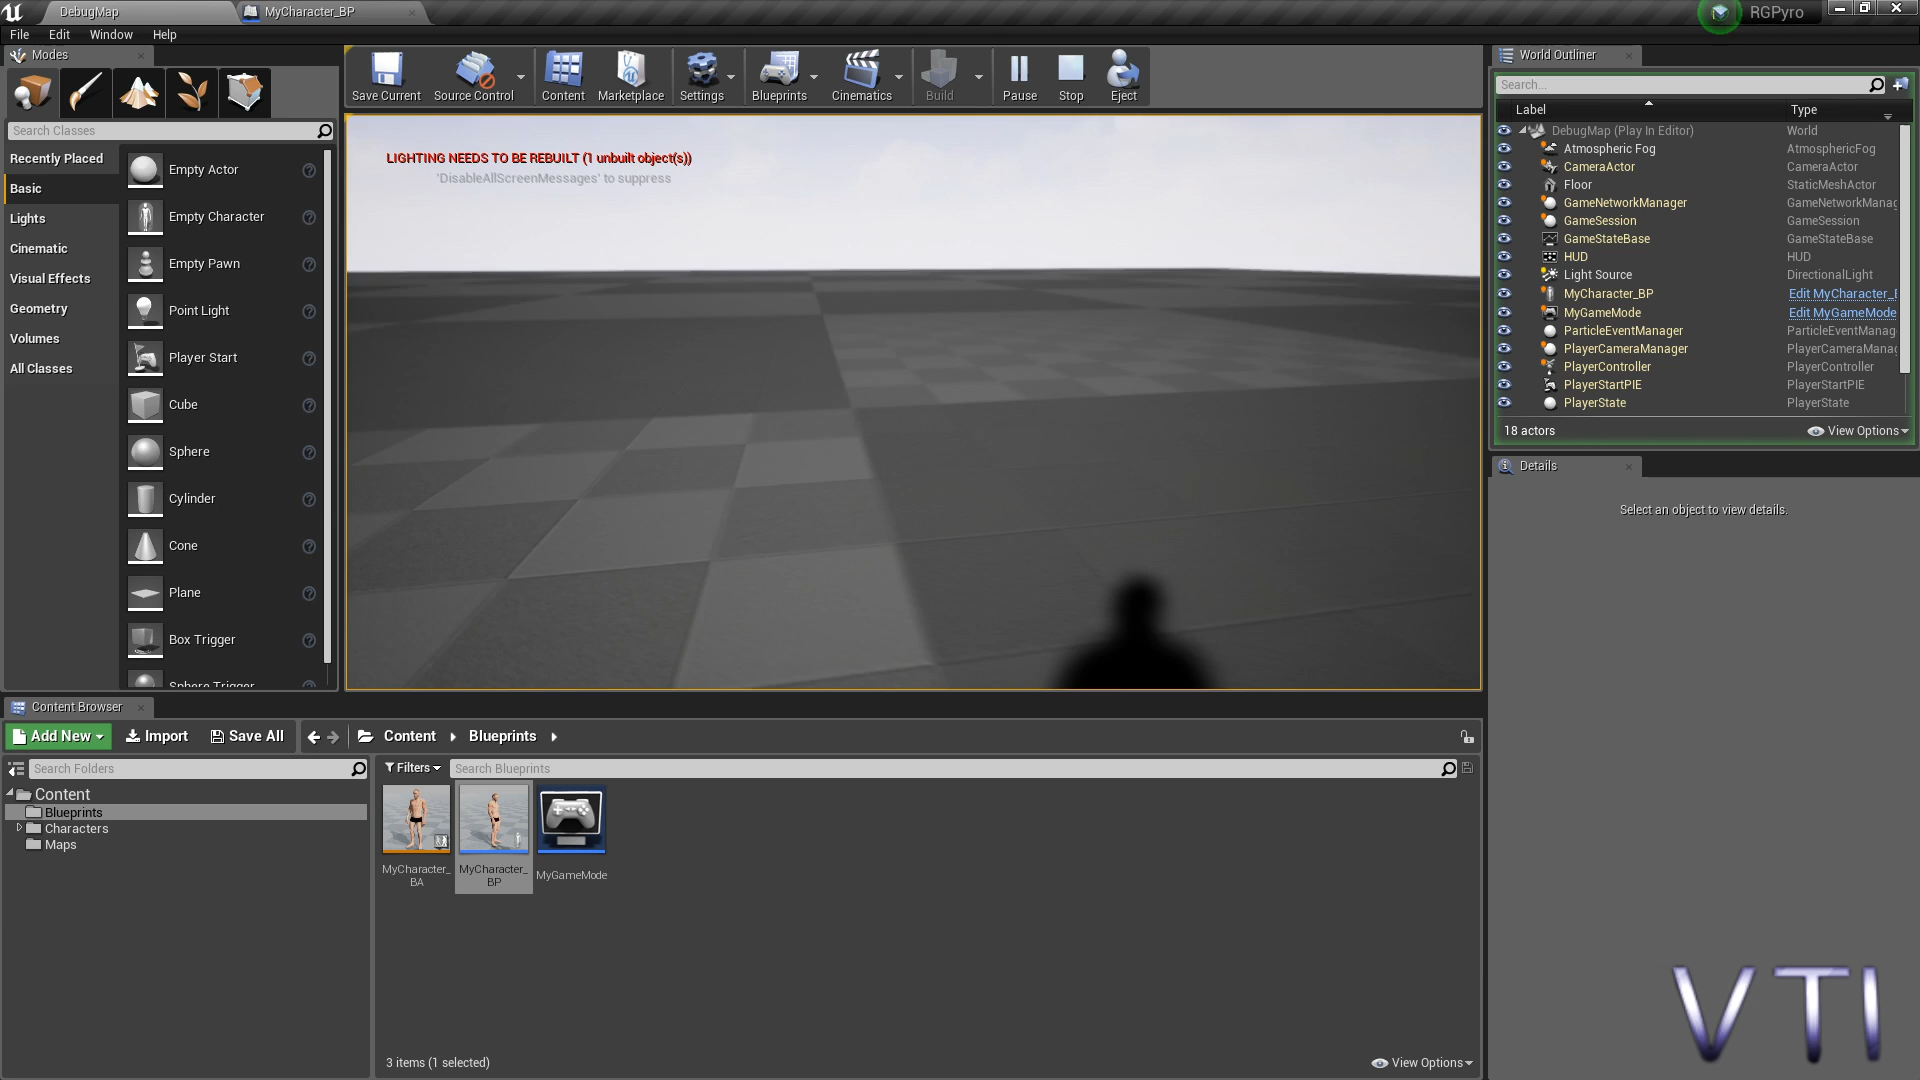 DebugMap
MyCharacter_BP
RGPyro
File Edit Window Help
Modes
Search Classes
Recently Placed
Basic
Lights
Cinematic
Visual Effects
Geometry
Volumes
All Classes
Empty Actor
Empty Character
Empty Pawn
Point Light
Player Start
Cube
Sphere
Cylinder
Cone
Plane
Box Trigger
Sphere Trigger
Save Current
Source Control
Content
Marketplace
Settings
Blueprints
Cinematics
Build
Pause
Stop
Eject
LIGHTING NEEDS TO BE REBUILT (1 unbuilt object(s))
'DisableAllScreenMessages' to suppress
World Outliner
Search...
Label Type
DebugMap (Play In Editor) World
Atmospheric Fog AtmosphericFog
CameraActor CameraActor
Floor StaticMeshActor
GameNetworkManager GameNetworkManag
GameSession GameSession
GameStateBase GameStateBase
HUD HUD
Light Source DirectionalLight
MyCharacter_BP Edit MyCharacter_B
MyGameMode Edit MyGameMode
ParticleEventManager ParticleEventManag
PlayerCameraManager PlayerCameraManag
PlayerController PlayerController
PlayerStartPIE PlayerStartPIE
PlayerState PlayerState
18 actors View Options
Details
Select an object to view details.
Content Browser
Add New Import Save All Content Blueprints
Search Folders
Content
Blueprints
Characters
Maps
Filters Search Blueprints
MyCharacter_
BA
MyCharacter_
BP
MyGameMode
3 items (1 selected) View Options
VTI